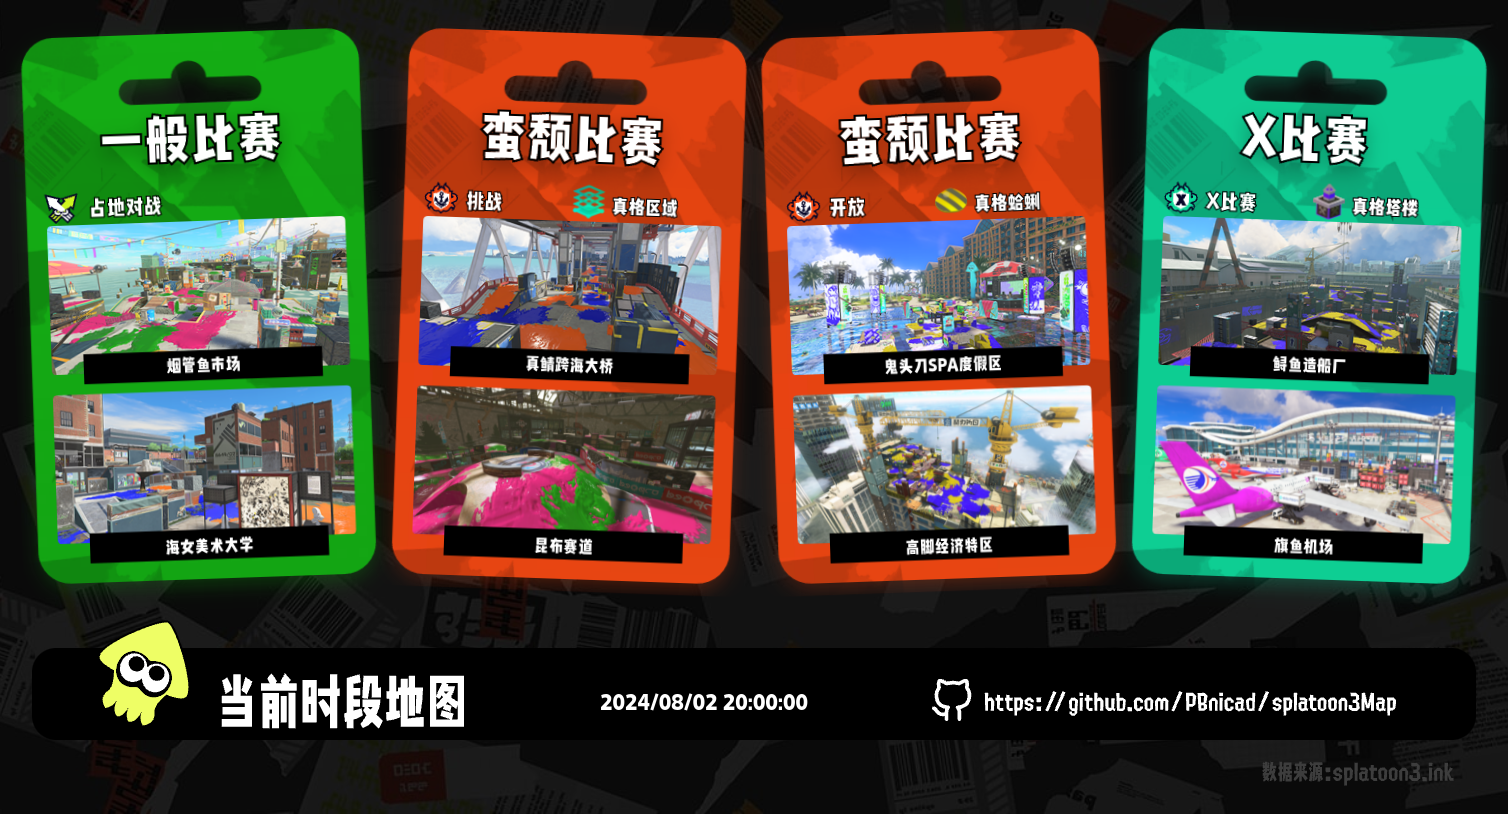 一般比赛
占地对战
烟管鱼市场
海女美术大学
蛮颓比赛
挑战
真格区域
真鲷跨海大桥
昆布赛道
蛮颓比赛
开放
真格蛤蜊
鬼头刀SPA度假区
高脚经济特区
X比赛
X比赛
真格塔楼
鲟鱼造船厂
旗鱼机场
当前时段地图
2024/08/02 20:00:00
https://github.com/PBnicad/splatoon3Map
数据来源:splatoon3.ink